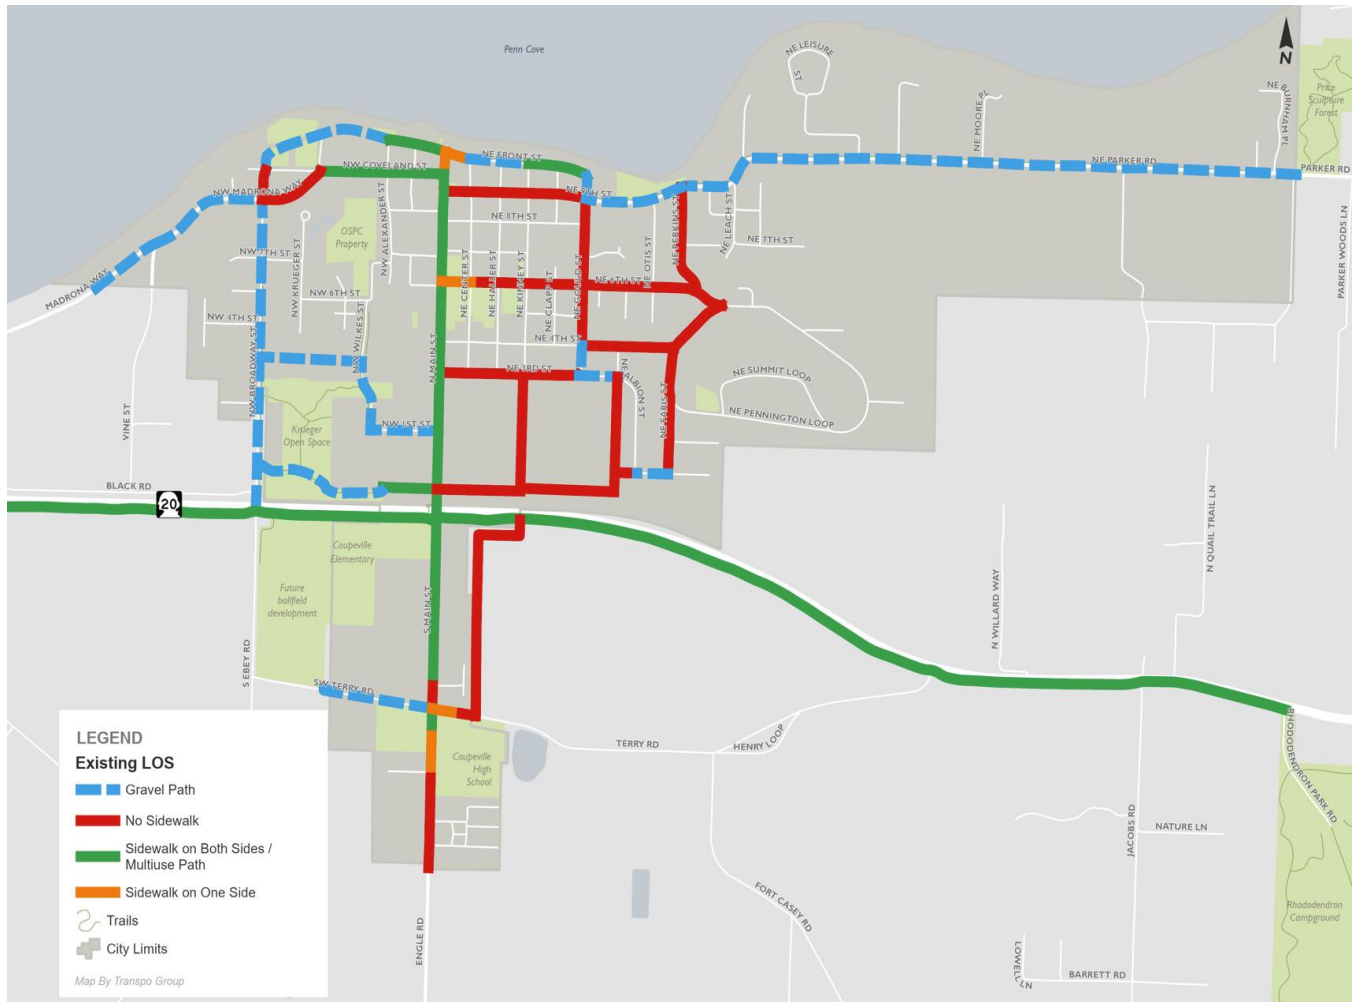 Penn Cove
N
NE LEISURE
ST
NE MOORE PL
NE BURNHAM PL
Price
Sculpture
Forest
NE PARKER RD
PARKER RD
NE FRONT ST
NW COVELAND ST
NW MADRONA WAY
NE 9TH ST
NE 8TH ST
NW ALEXANDER ST
OSPC
Property
NE PERKINS ST
NE LEACH ST
NE 7TH ST
NW 7TH ST
NW KRUEGER ST
NE OTIS ST
PARKER WOODS LN
MADRONA WAY
NW 6TH ST
NE 6TH ST
NE CENTER ST
NE HALLER ST
NE KINNEY ST
NE CLAPP ST
NE GOULD ST
NW 4TH ST
NW WILKES ST
N MAIN ST
NE 4TH ST
NW BROADWAY ST
NE 3RD ST
NE ALBION ST
NE SUMMIT LOOP
NE FARIS ST
NE PENNINGTON LOOP
VINE ST
Krueger
Open Space
NW 1ST ST
BLACK RD
20
N QUAIL TRAIL LN
Coupeville
Elementary
Future
ballfield
development
S MAIN ST
N WILLARD WAY
S EBEY RD
SW TERRY RD
TERRY RD
HENRY LOOP
RHODODENDRON PARK RD
Coupeville
High
School
JACOBS RD
NATURE LN
FORT CASEY RD
Rhododendran
Campground
ENGLE RD
LOWELL LN
BARRETT RD
LEGEND
Existing LOS
Gravel Path
No Sidewalk
Sidewalk on Both Sides /
Multiuse Path
Sidewalk on One Side
Trails
City Limits
Map By Transpo Group